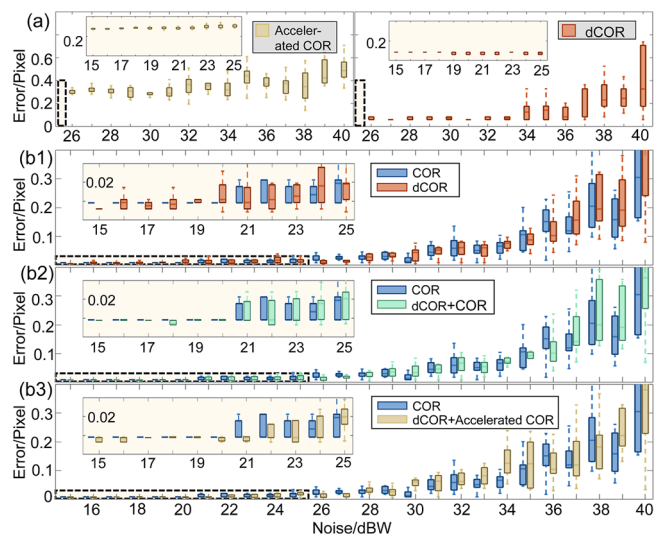 (a)
Acceler-
ated COR
dCOR
0.2
15 17 19 21 23 25
0.2
15 17 19 21 23 25
Error/Pixel
0.6
0.4
0.2
0
26 28 30 32 34 36 38 40
26 28 30 32 34 36 38 40
(b1)
COR
dCOR
0.02
15 17 19 21 23 25
Error/Pixel
0.3
0.2
0.1
(b2)
COR
dCOR+COR
0.02
15 17 19 21 23 25
Error/Pixel
0.3
0.2
0.1
(b3)
COR
dCOR+Accelerated COR
0.02
15 17 19 21 23 25
Error/Pixel
0.3
0.2
0.1
0
16 18 20 22 24 26 28 30 32 34 36 38 40
Noise/dBW